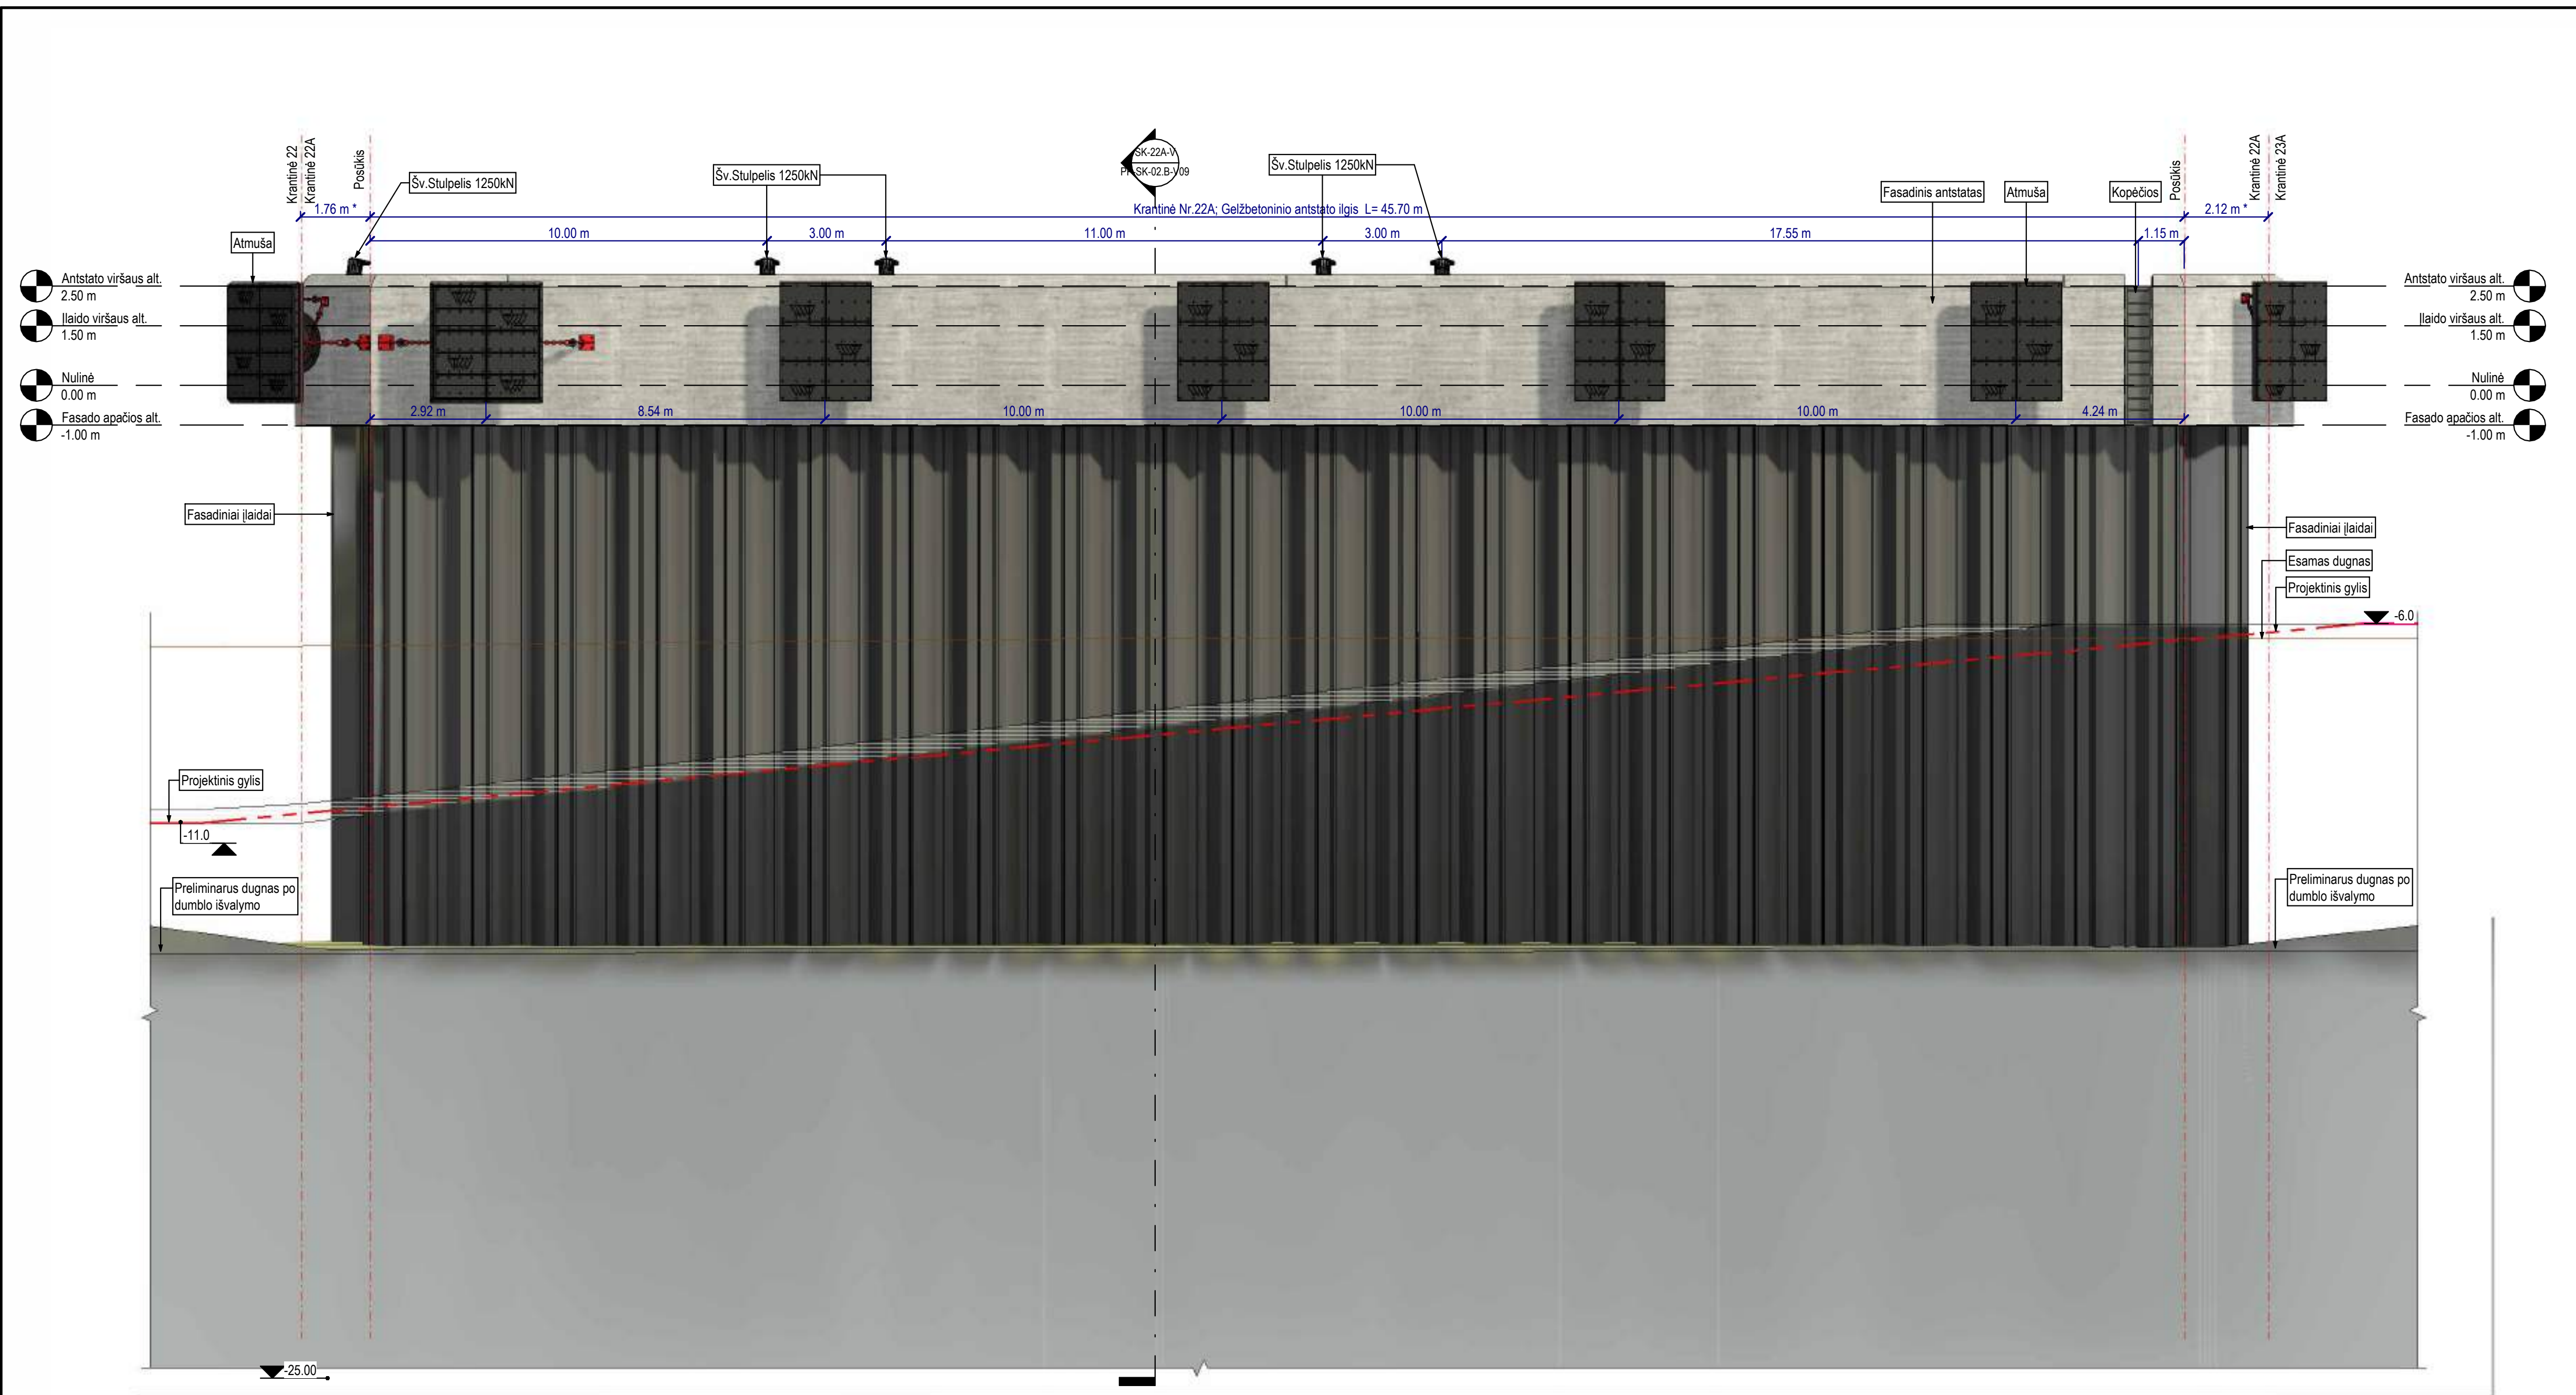 Krantinė 22
Krantinė 22A
Posūkis
Šv.Stulpelis 1250kN
Šv.Stulpelis 1250kN
SK-22A-V
Šv.Stulpelis 1250kN
Fasadinis antstatas
Atmuša
Kopėčios
Posūkis
Krantinė 22A
Krantinė 23A
1.76 m *
Krantinė Nr.22A; Gelžbetoninio antstato ilgis L= 45.70 m
2.12 m *
Atmuša
10.00 m
3.00 m
11.00 m
3.00 m
17.55 m
1.15 m
Antstato viršaus alt.
2.50 m
Įlaido viršaus alt.
1.50 m
Nulinė
0.00 m
Fasado apačios alt.
-1.00 m
Antstato viršaus alt.
2.50 m
Įlaido viršaus alt.
1.50 m
Nulinė
0.00 m
Fasado apačios alt.
-1.00 m
2.92 m
8.54 m
10.00 m
10.00 m
10.00 m
4.24 m
Fasadiniai įlaidai
Fasadiniai įlaidai
Esamas dugnas
Projektinis gylis
-6.0
Projektinis gylis
-11.0
Preliminarus dugnas po
dumblo išvalymo
Preliminarus dugnas po
dumblo išvalymo
-25.00